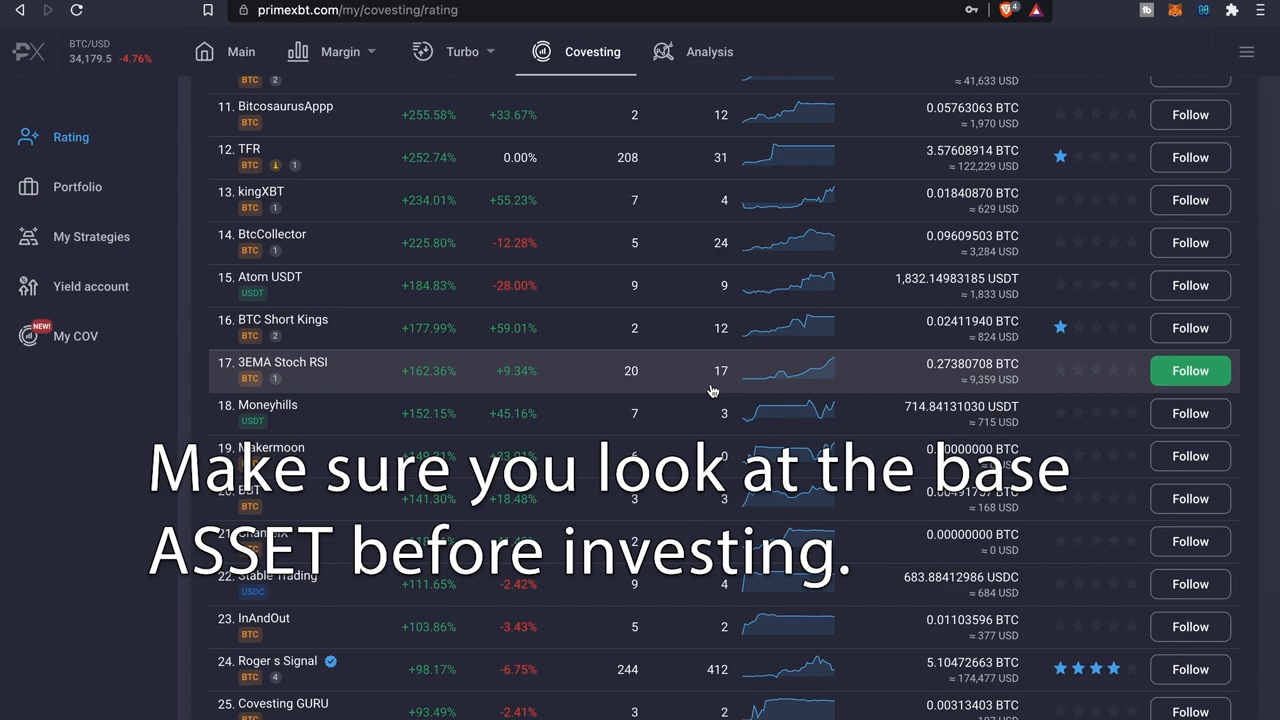 primexbt.com/my/covesting/rating
4
BTC/USD
34,179.5 -4.76%
Main
Margin
Turbo
Covesting
Analysis
Rating
Portfolio
My Strategies
Yield account
NEW!
My COV
BTC 2 ≈ 41,633 USD
11. BitcosaurusAppp BTC +255.58% +33.67% 2 12 0.05763063 BTC ≈ 1,970 USD Follow
12. TFR BTC 1 +252.74% 0.00% 208 31 3.57608914 BTC ≈ 122,229 USD Follow
13. kingXBT BTC 1 +234.01% +55.23% 7 4 0.01840870 BTC ≈ 629 USD Follow
14. BtcCollector BTC 1 +225.80% -12.28% 5 24 0.09609503 BTC ≈ 3,284 USD Follow
15. Atom USDT USDT +184.83% -28.00% 9 9 1,832.14983185 USDT ≈ 1,833 USD Follow
16. BTC Short Kings BTC 2 +177.99% +59.01% 2 12 0.02411940 BTC ≈ 824 USD Follow
17. 3EMA Stoch RSI BTC 1 +162.36% +9.34% 20 17 0.27380708 BTC ≈ 9,359 USD Follow
18. Moneyhills USDT +152.15% +45.16% 7 3 714.84131030 USDT ≈ 715 USD Follow
19. Makermoon Follow
Make sure you look at the base
20. BTC +141.30% +18.48% 3 3 ≈ 168 USD Follow
21. 2 0.00000000 BTC ≈ 0 USD Follow
ASSET before investing.
22. Stable Trading USDC +111.65% -2.42% 9 4 683.88412986 USDC ≈ 684 USD Follow
23. InAndOut BTC +103.86% -3.43% 5 2 0.01103596 BTC ≈ 377 USD Follow
24. Roger s Signal BTC 4 +98.17% -6.75% 244 412 5.10472663 BTC ≈ 174,477 USD Follow
25. Covesting GURU +93.49% -2.41% 3 2 0.00313403 BTC Follow